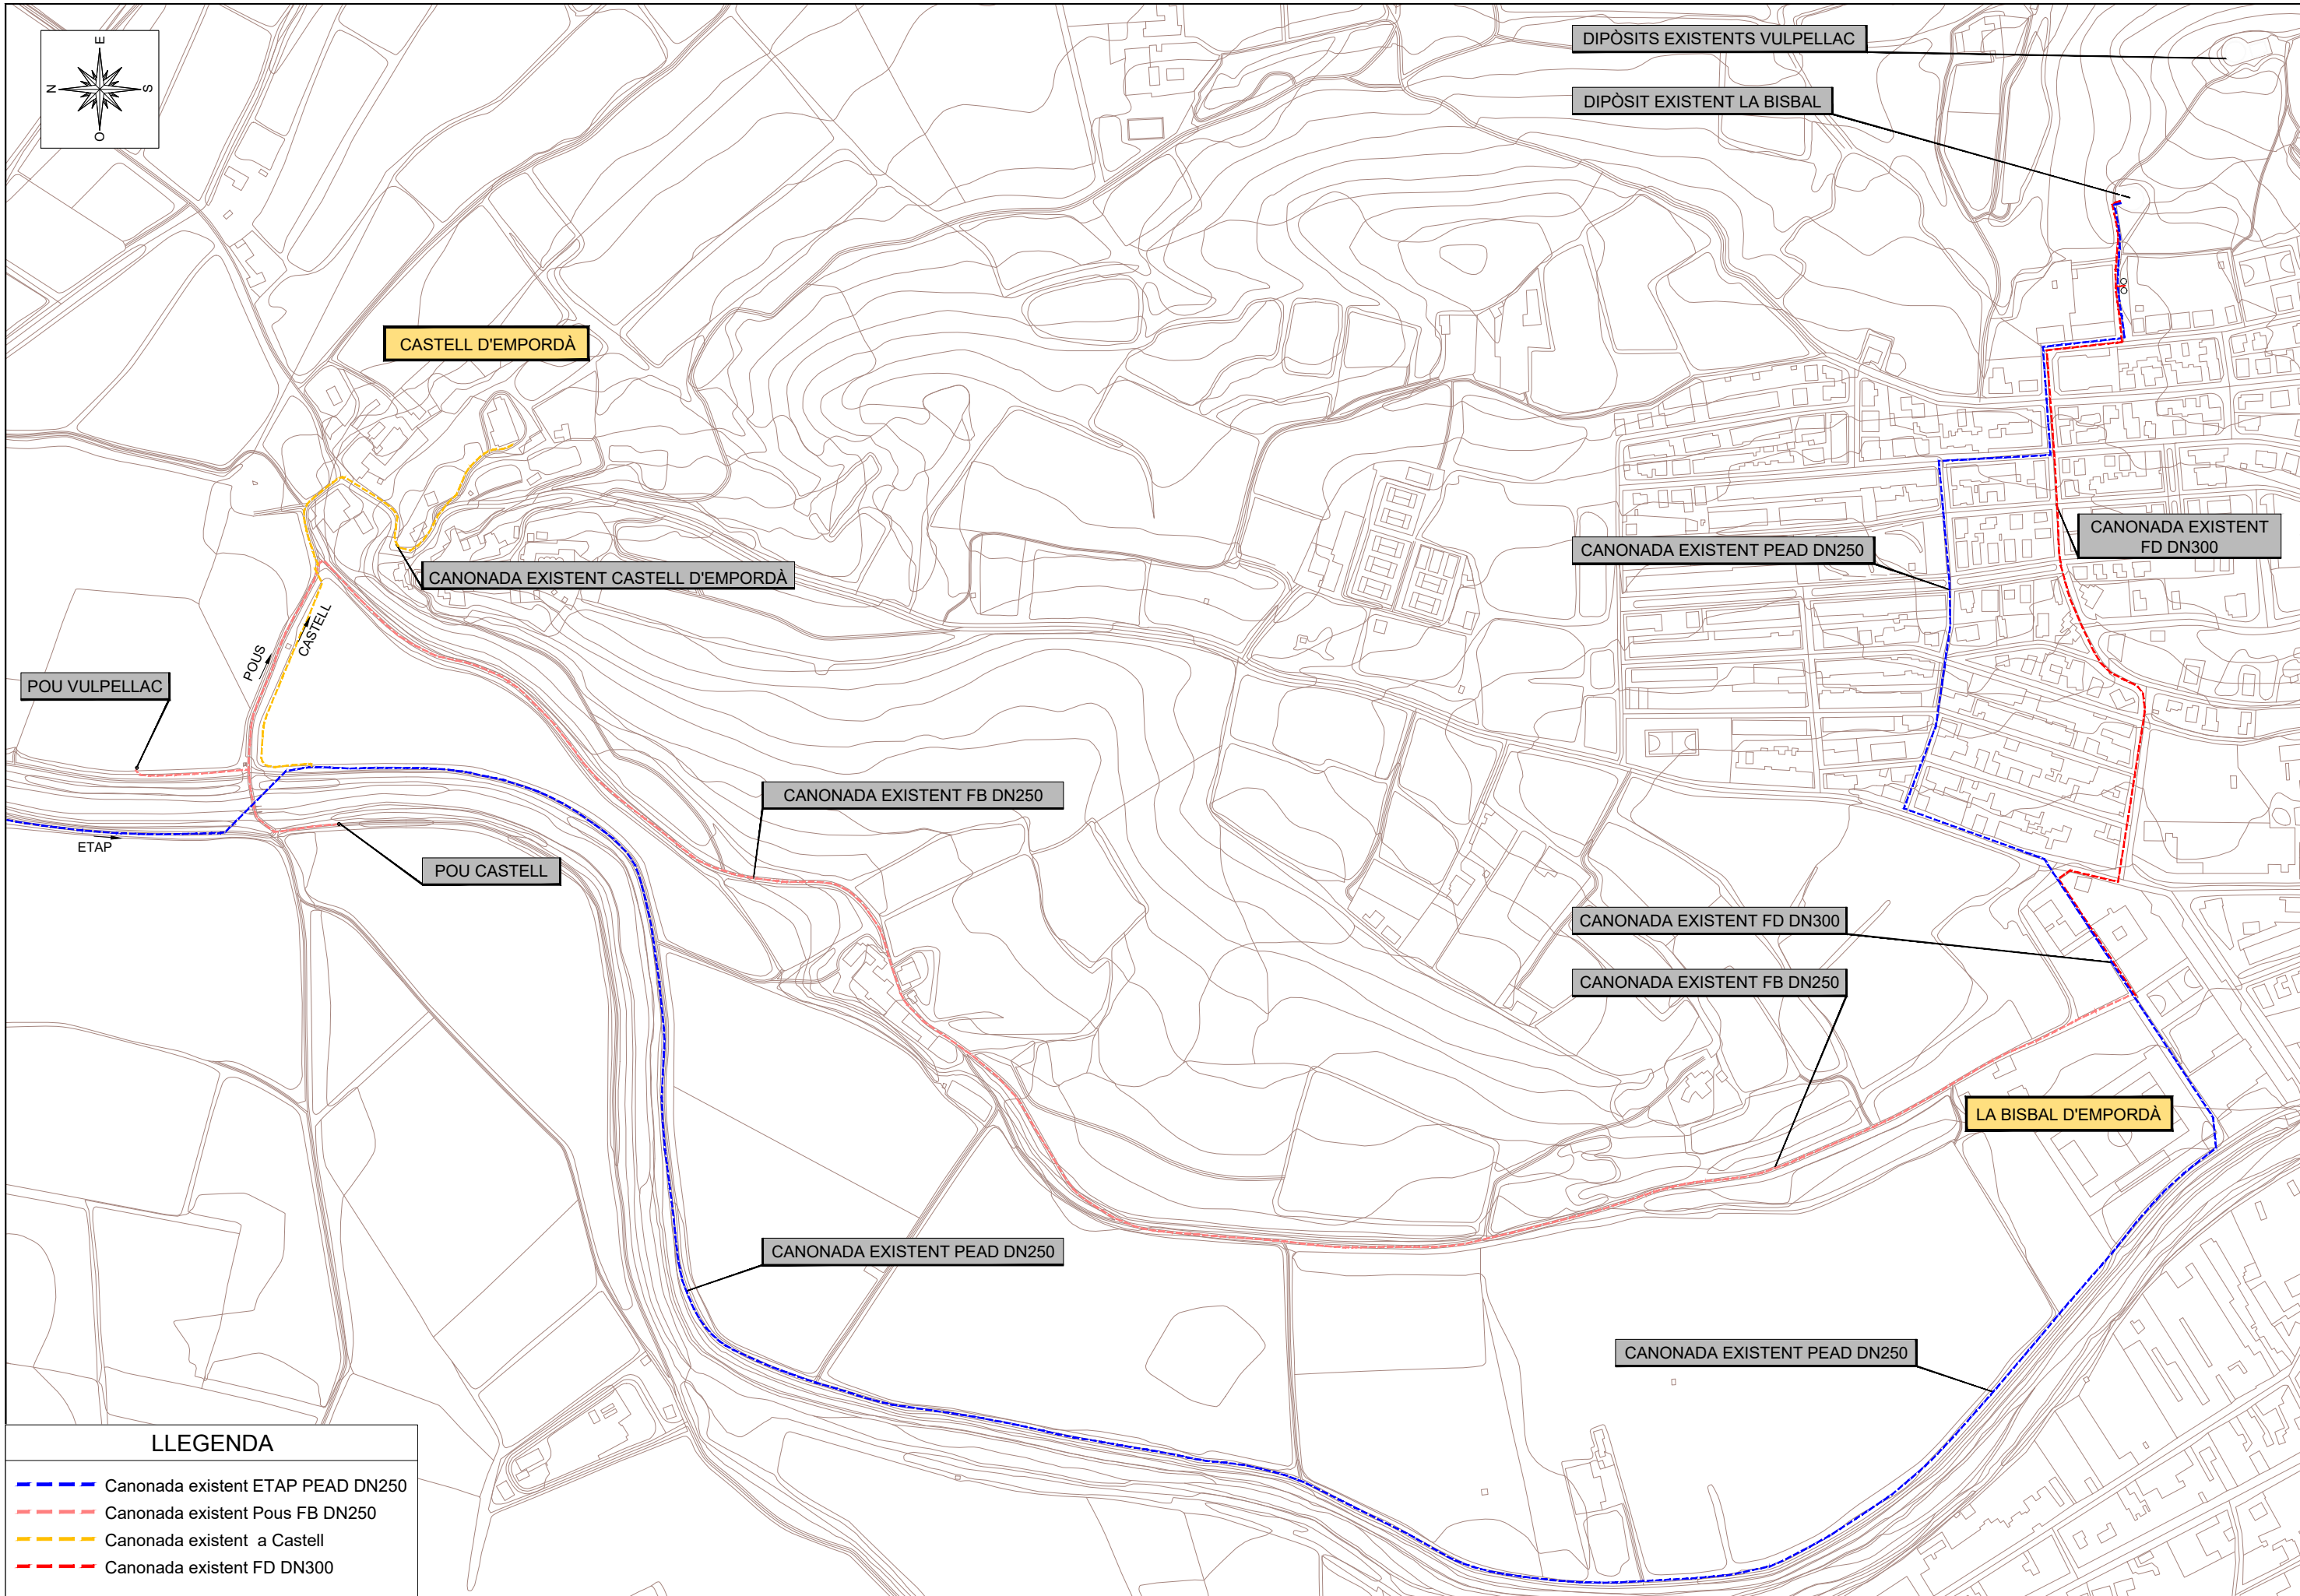 E
N
S
O
DIPÒSITS EXISTENTS VULPELLAC
DIPÒSIT EXISTENT LA BISBAL
CASTELL D'EMPORDÀ
CANONADA EXISTENT
FD DN300
CANONADA EXISTENT PEAD DN250
CANONADA EXISTENT CASTELL D'EMPORDÀ
CASTELL
POUS
POU VULPELLAC
CANONADA EXISTENT FB DN250
ETAP
POU CASTELL
CANONADA EXISTENT FD DN300
CANONADA EXISTENT FB DN250
LA BISBAL D'EMPORDÀ
CANONADA EXISTENT PEAD DN250
CANONADA EXISTENT PEAD DN250
LLEGENDA
Canonada existent ETAP PEAD DN250
Canonada existent Pous FB DN250
Canonada existent a Castell
Canonada existent FD DN300